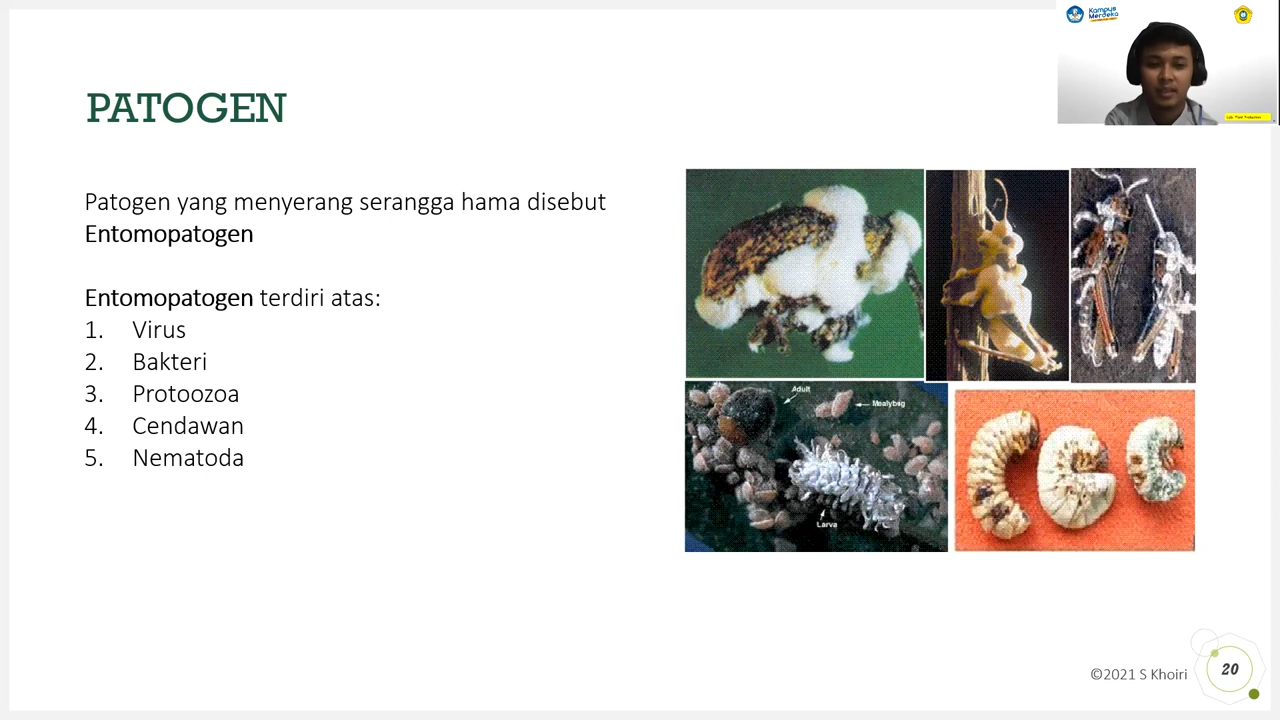 Kampus
Merdeka
PATOGEN
Patogen yang menyerang serangga hama disebut
Entomopatogen
Entomopatogen terdiri atas:
1. Virus
2. Bakteri
3. Protoozoa
4. Cendawan
5. Nematoda
Adult
Mealybug
Larva
©2021 S Khoiri
20